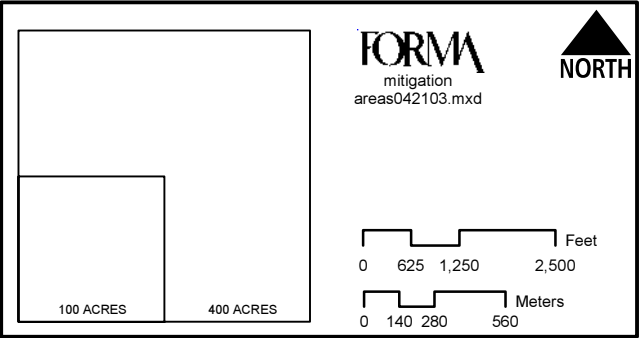 FORMA
mitigation
areas042103.mxd
NORTH
100 ACRES
400 ACRES
Feet
0 625 1,250 2,500
Meters
0 140 280 560